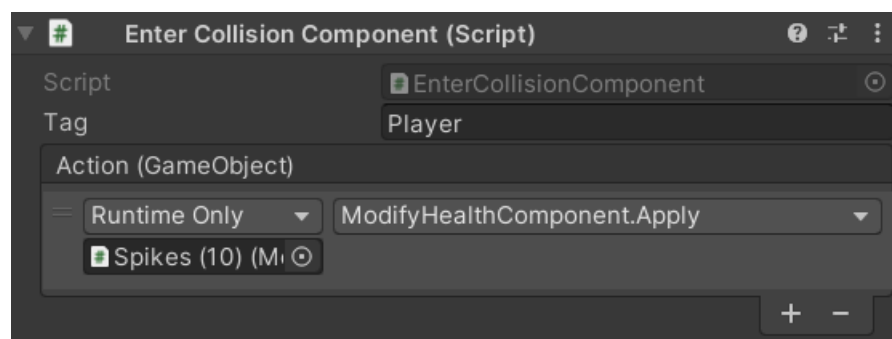 Enter Collision Component (Script)
Script EnterCollisionComponent
Tag Player
Action (GameObject)
Runtime Only ModifyHealthComponent.Apply
Spikes (10) (M